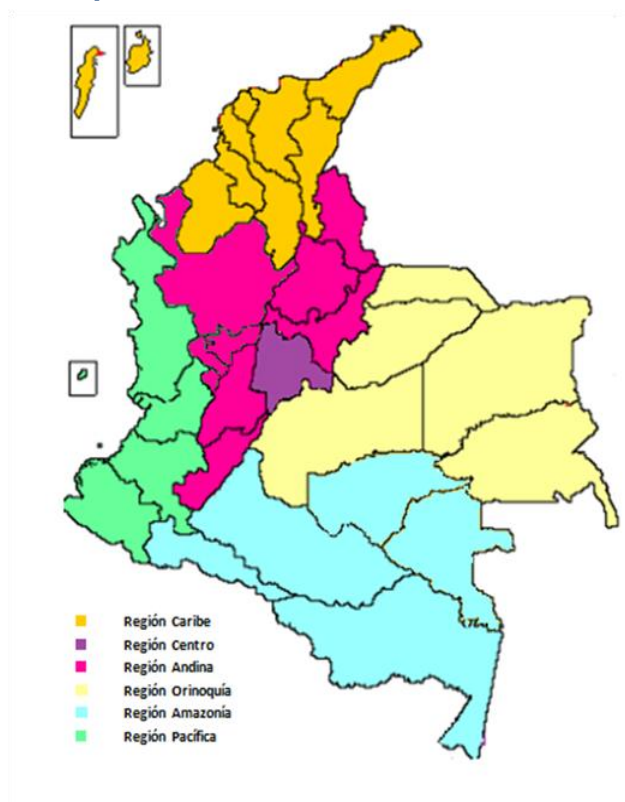 Región Caribe
Región Centro
Región Andina
Región Orinoquía
Región Amazonía
Región Pacífica